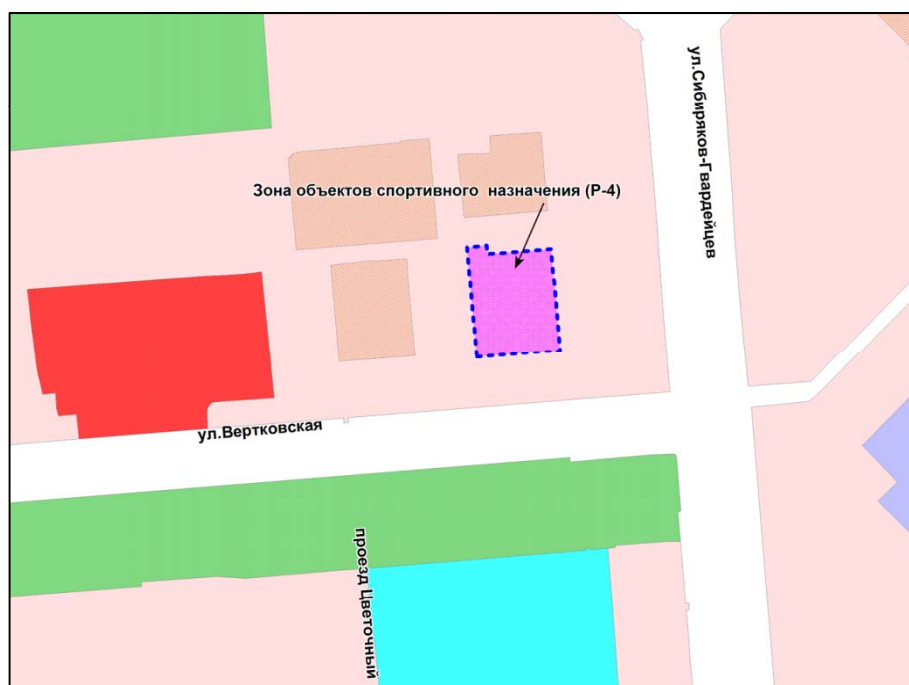 ул.Сибиряков-Гвардейцев
Зона объектов спортивного назначения (Р-4)
ул.Вертковская
проезд Цветочный